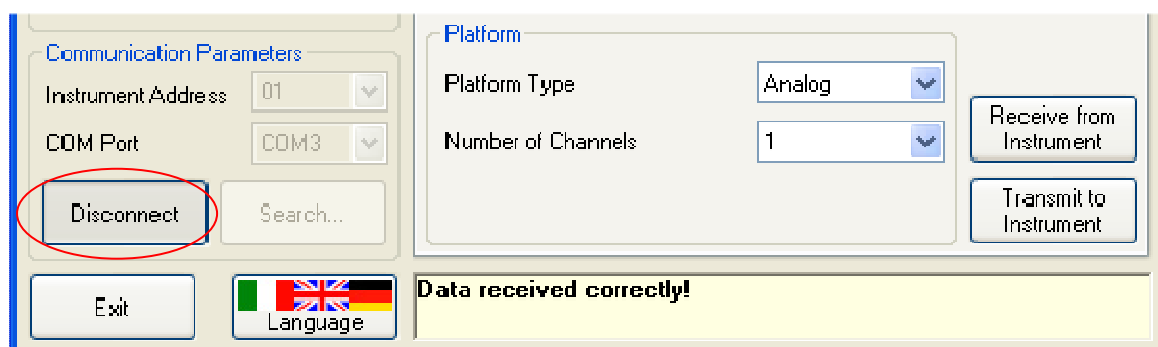 Communication Parameters
Instrument Address
01
COM Port
COM3
Disconnect
Search...
Exit
Language
Platform
Platform Type
Analog
Number of Channels
1
Receive from
Instrument
Transmit to
Instrument
Data received correctly!